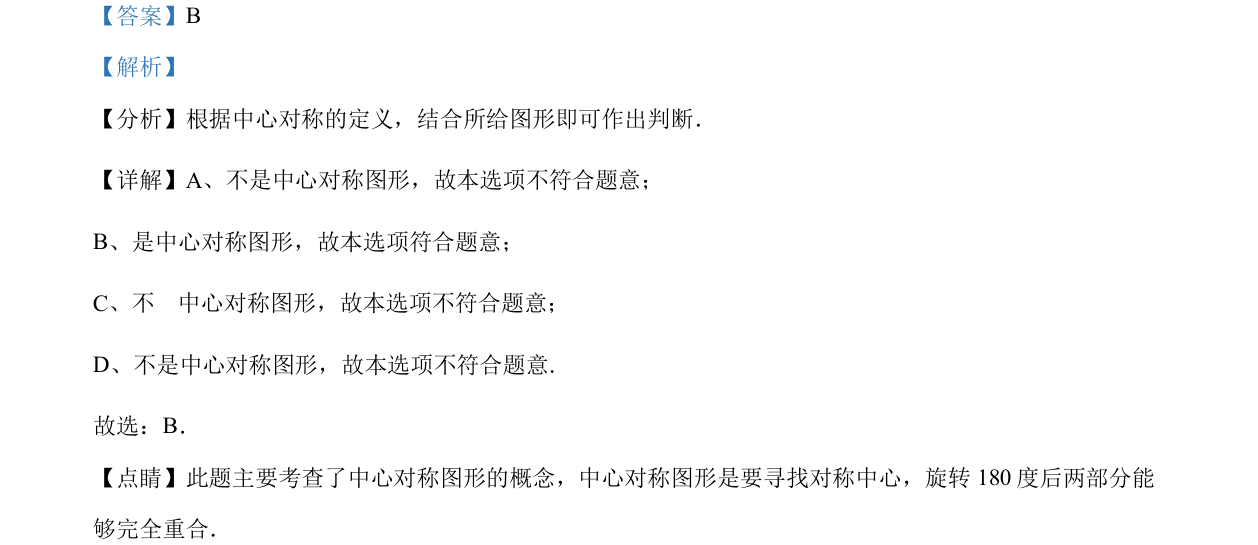 【答案】B
【解析】
【分析】根据中心对称的定义，结合所给图形即可作出判断．
【详解】A、不是中心对称图形，故本选项不符合题意；
B、是中心对称图形，故本选项符合题意；
C、不　中心对称图形，故本选项不符合题意；
D、不是中心对称图形，故本选项不符合题意．
故选：B．
【点睛】此题主要考查了中心对称图形的概念，中心对称图形是要寻找对称中心，旋转 180 度后两部分能
够完全重合．